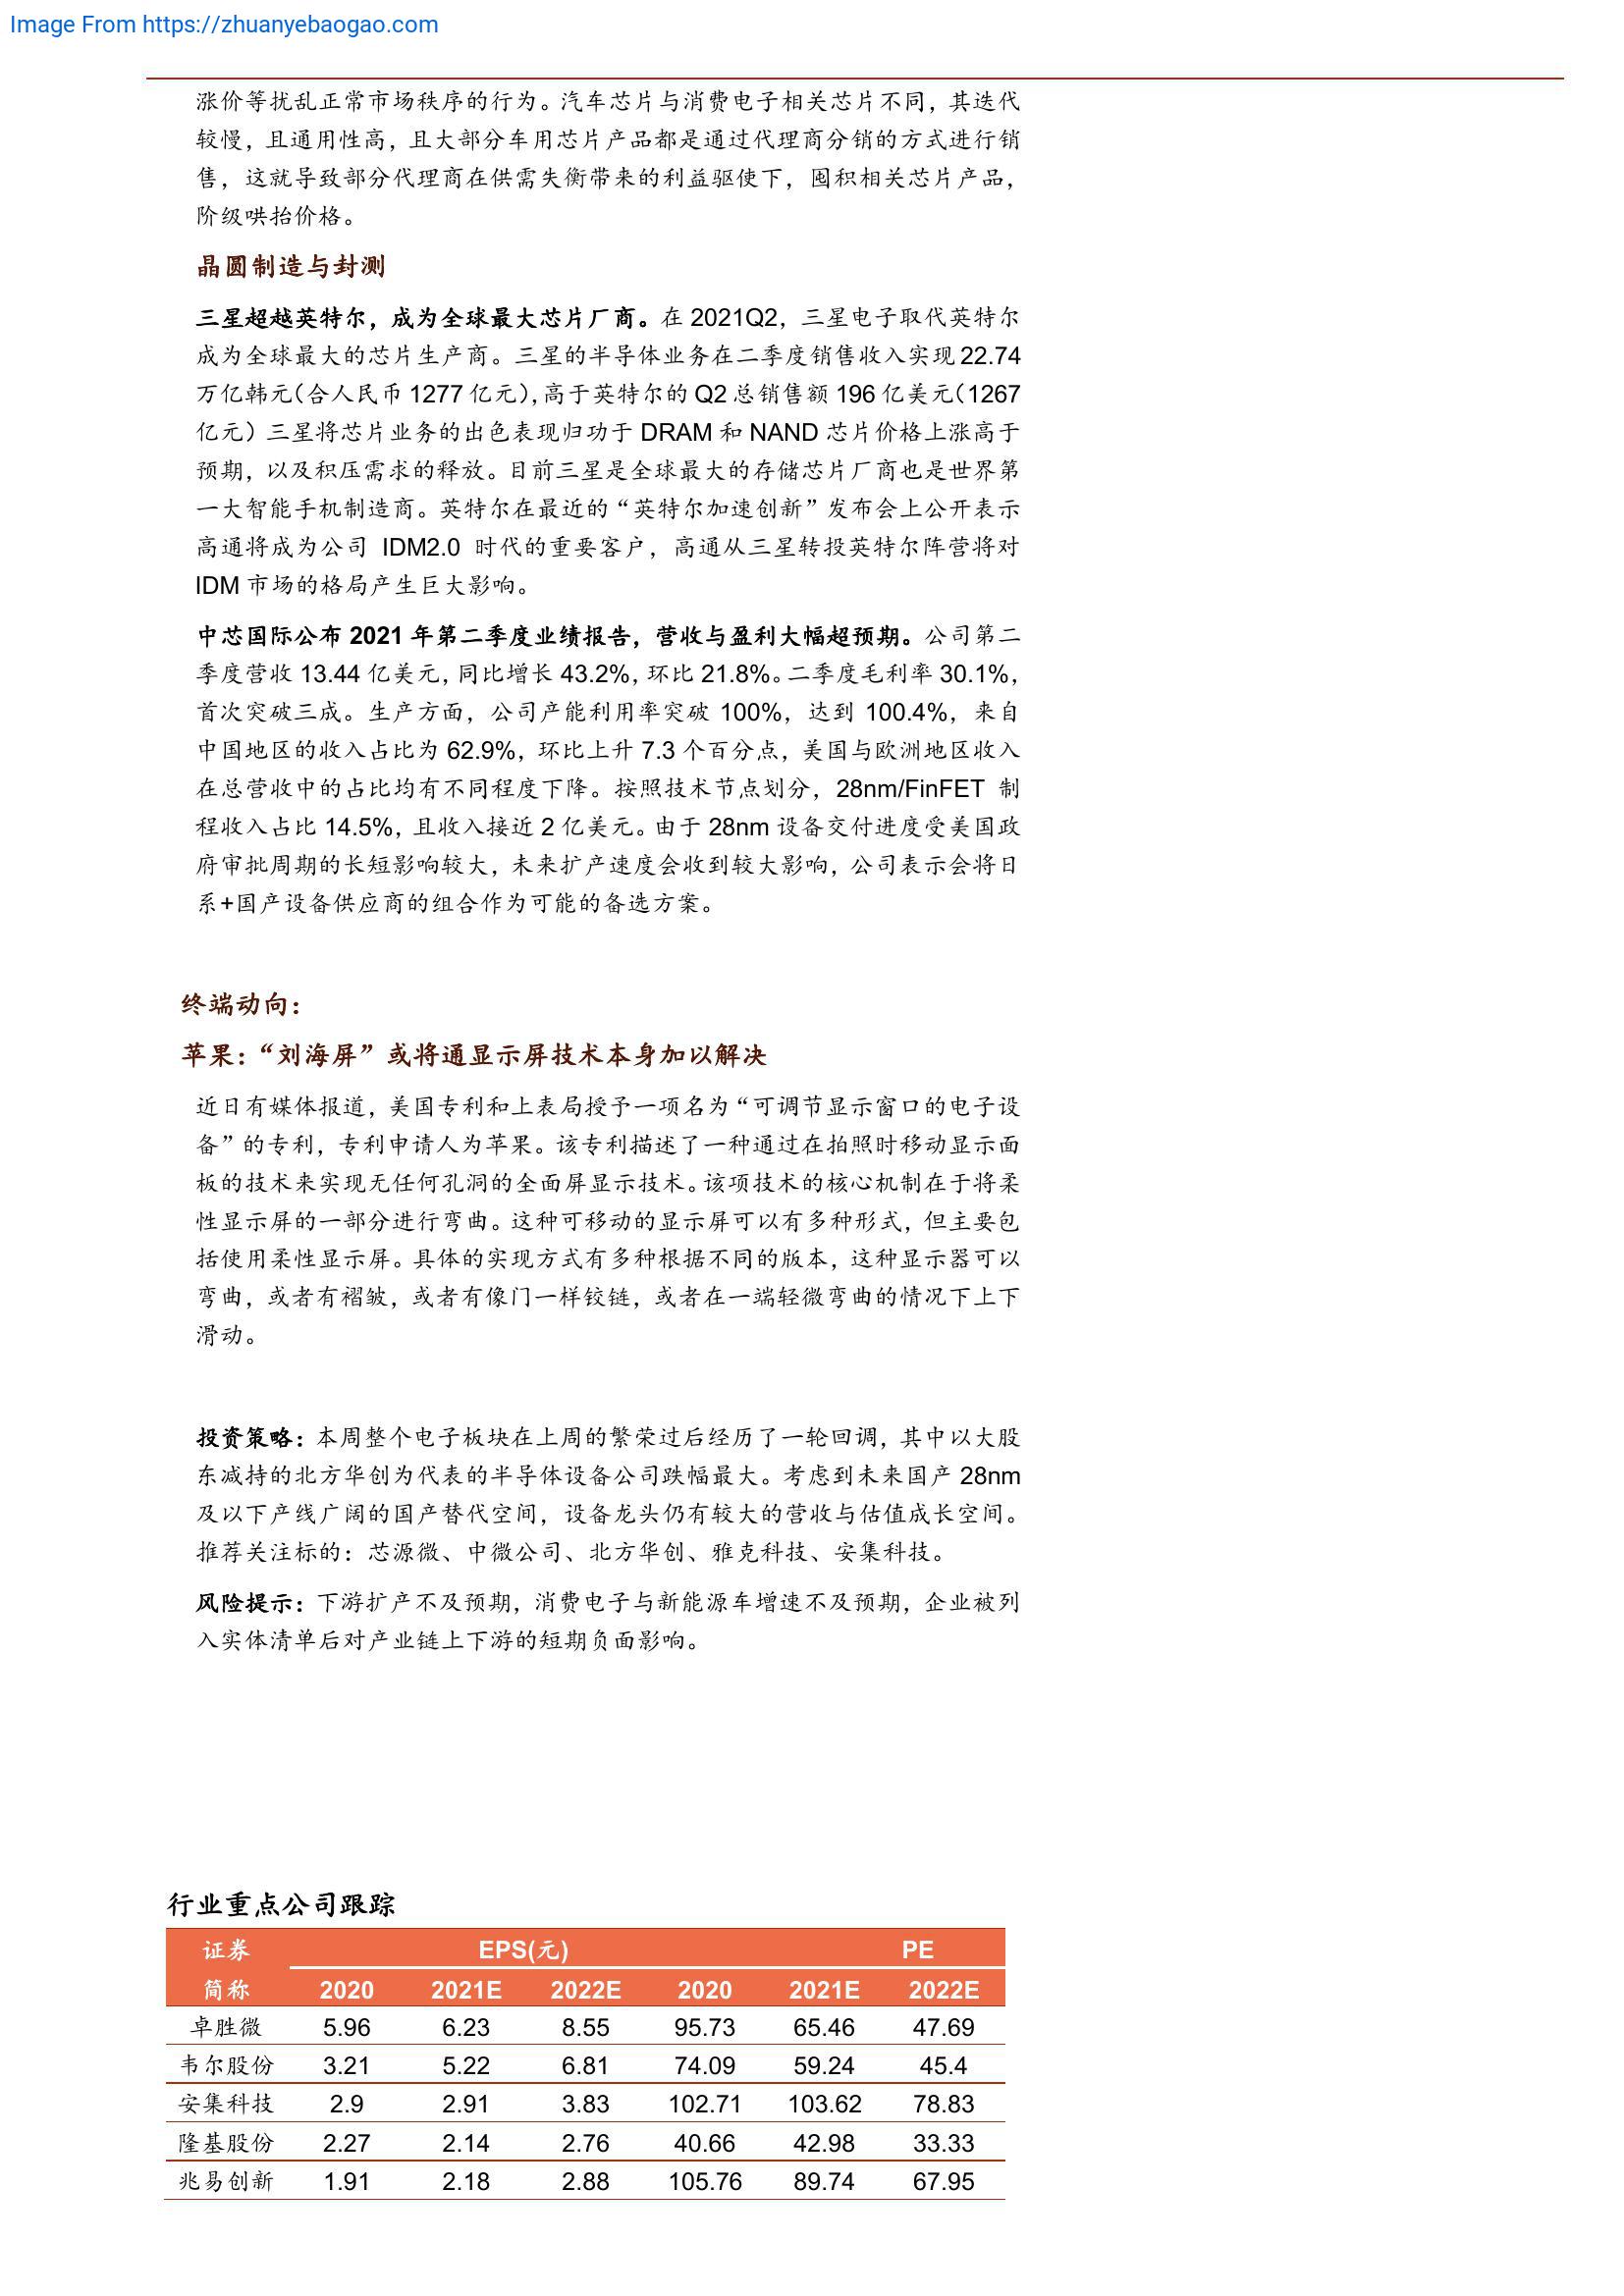 Image From https://zhuanyebaogao.com
涨价等扰乱正常市场秩序的行为。汽车芯片与消费电子相关芯片不同，其迭代
较慢，且通用性高，且大部分车用芯片产品都是通过代理商分销的方式进行销
售，这就导致部分代理商在供需失衡带来的利益驱使下，囤积相关芯片产品，
阶级哄抬价格。
晶圆制造与封测
三星超越英特尔，成为全球最大芯片厂商。在 2021Q2，三星电子取代英特尔
成为全球最大的芯片生产商。三星的半导体业务在二季度销售收入实现 22.74
万亿韩元（合人民币 1277 亿元），高于英特尔的 Q2 总销售额 196 亿美元（1267
亿元）三星将芯片业务的出色表现归功于 DRAM 和 NAND 芯片价格上涨高于
预期，以及积压需求的释放。目前三星是全球最大的存储芯片厂商也是世界第
一大智能手机制造商。英特尔在最近的“英特尔加速创新”发布会上公开表示
高通将成为公司 IDM2.0 时代的重要客户，高通从三星转投英特尔阵营将对
IDM 市场的格局产生巨大影响。
中芯国际公布 2021 年第二季度业绩报告，营收与盈利大幅超预期。公司第二
季度营收 13.44 亿美元，同比增长 43.2%，环比 21.8%。二季度毛利率 30.1%，
首次突破三成。生产方面，公司产能利用率突破 100%，达到 100.4%，来自
中国地区的收入占比为 62.9%，环比上升 7.3 个百分点，美国与欧洲地区收入
在总营收中的占比均有不同程度下降。按照技术节点划分，28nm/FinFET 制
程收入占比 14.5%，且收入接近 2 亿美元。由于 28nm 设备交付进度受美国政
府审批周期的长短影响较大，未来扩产速度会收到较大影响，公司表示会将日
系+国产设备供应商的组合作为可能的备选方案。
终端动向：
苹果：“刘海屏”或将通显示屏技术本身加以解决
近日有媒体报道，美国专利和上表局授予一项名为“可调节显示窗口的电子设
备”的专利，专利申请人为苹果。该专利描述了一种通过在拍照时移动显示面
板的技术来实现无任何孔洞的全面屏显示技术。该项技术的核心机制在于将柔
性显示屏的一部分进行弯曲。这种可移动的显示屏可以有多种形式，但主要包
括使用柔性显示屏。具体的实现方式有多种根据不同的版本，这种显示器可以
弯曲，或者有褶皱，或者有像门一样铰链，或者在一端轻微弯曲的情况下上下
滑动。
投资策略：本周整个电子板块在上周的繁荣过后经历了一轮回调，其中以大股
东减持的北方华创为代表的半导体设备公司跌幅最大。考虑到未来国产 28nm
及以下产线广阔的国产替代空间，设备龙头仍有较大的营收与估值成长空间。
推荐关注标的：芯源微、中微公司、北方华创、雅克科技、安集科技。
风险提示：下游扩产不及预期，消费电子与新能源车增速不及预期，企业被列
入实体清单后对产业链上下游的短期负面影响。
行业重点公司跟踪
证券 EPS(元) PE
简称 2020 2021E 2022E 2020 2021E 2022E
卓胜微 5.96 6.23 8.55 95.73 65.46 47.69
韦尔股份 3.21 5.22 6.81 74.09 59.24 45.4
安集科技 2.9 2.91 3.83 102.71 103.62 78.83
隆基股份 2.27 2.14 2.76 40.66 42.98 33.33
兆易创新 1.91 2.18 2.88 105.76 89.74 67.95